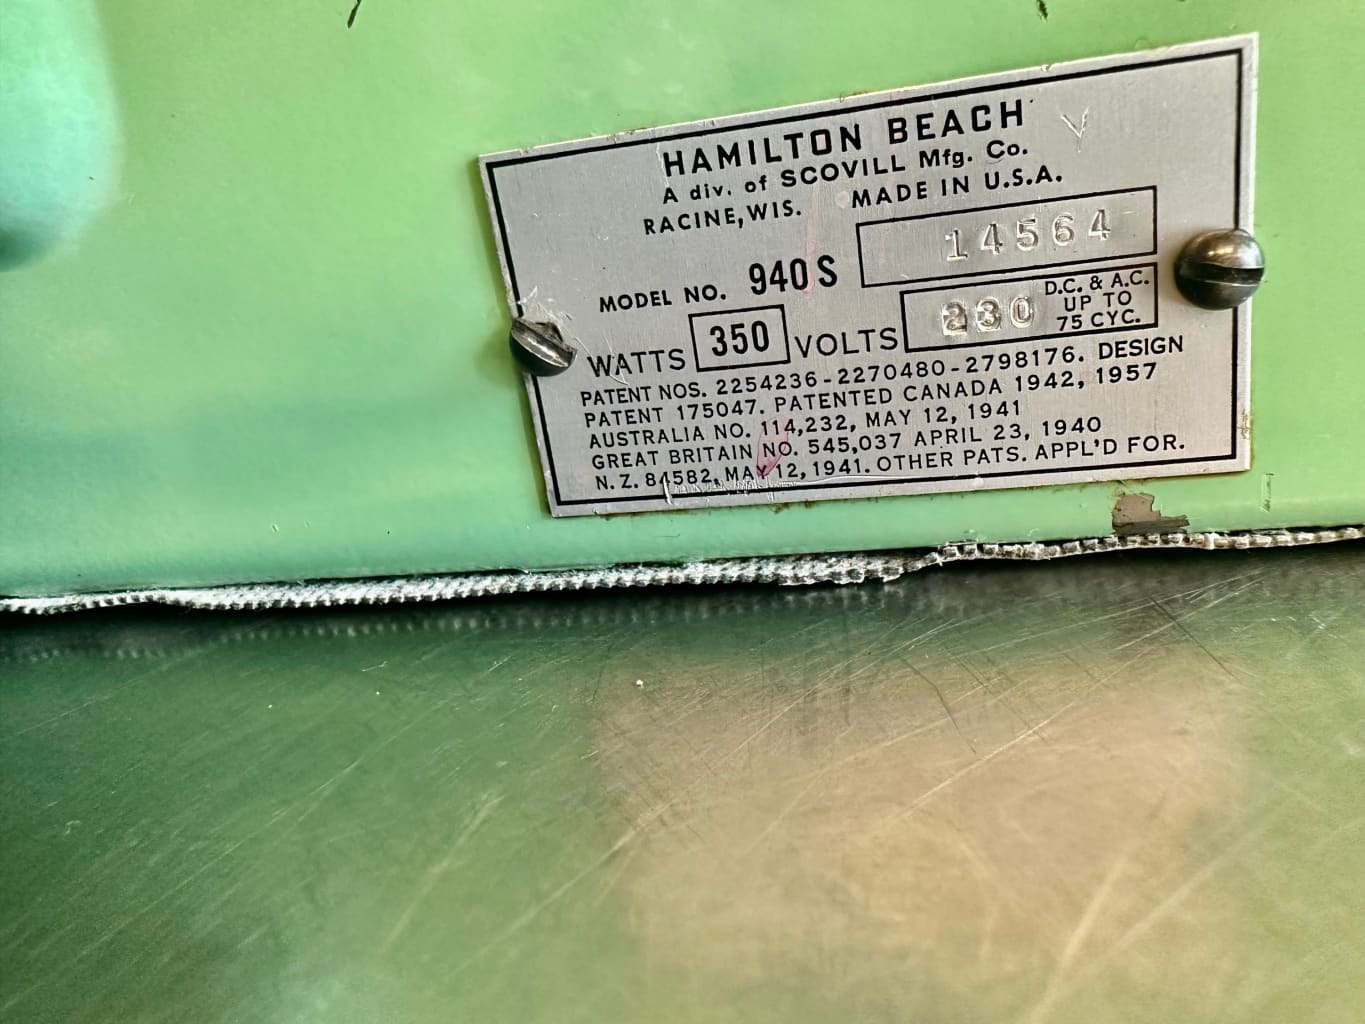 HAMILTON BEACH
A div. of SCOVILL Mfg. Co.
RACINE, WIS. MADE IN U.S.A.
MODEL NO. 940 S 14564
WATTS 350 VOLTS 230 D.C. & A.C. UP TO 75 CYC.
PATENT NOS. 2254236-2270480-2798176. DESIGN
PATENT 175047. PATENTED CANADA 1942, 1957
AUSTRALIA NO. 114,232, MAY 12, 1941
GREAT BRITAIN NO. 545,037 APRIL 23, 1940
N.Z. 84582, MAY 12, 1941. OTHER PATS. APPL'D FOR.